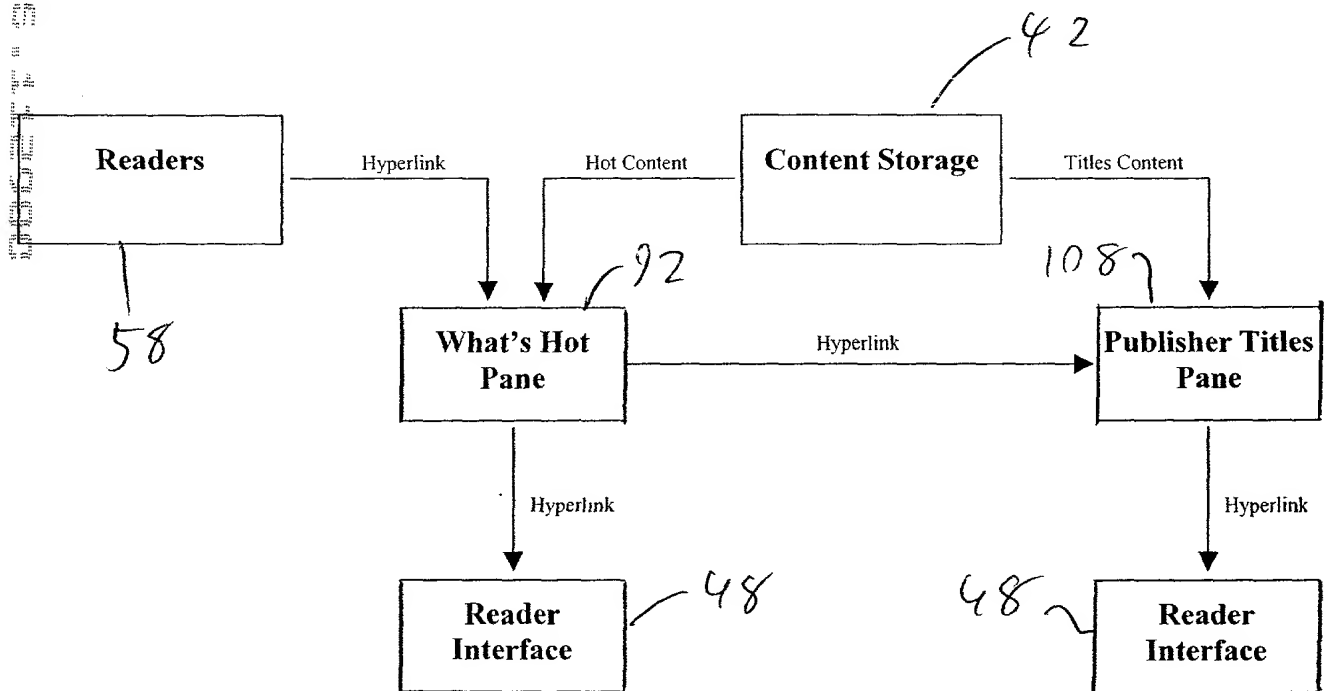 42
Readers
Hyperlink
Hot Content
Content Storage
Titles Content
58
92
108
What's Hot
Pane
Hyperlink
Publisher Titles
Pane
Hyperlink
Hyperlink
Reader
Interface
48
48
Reader
Interface